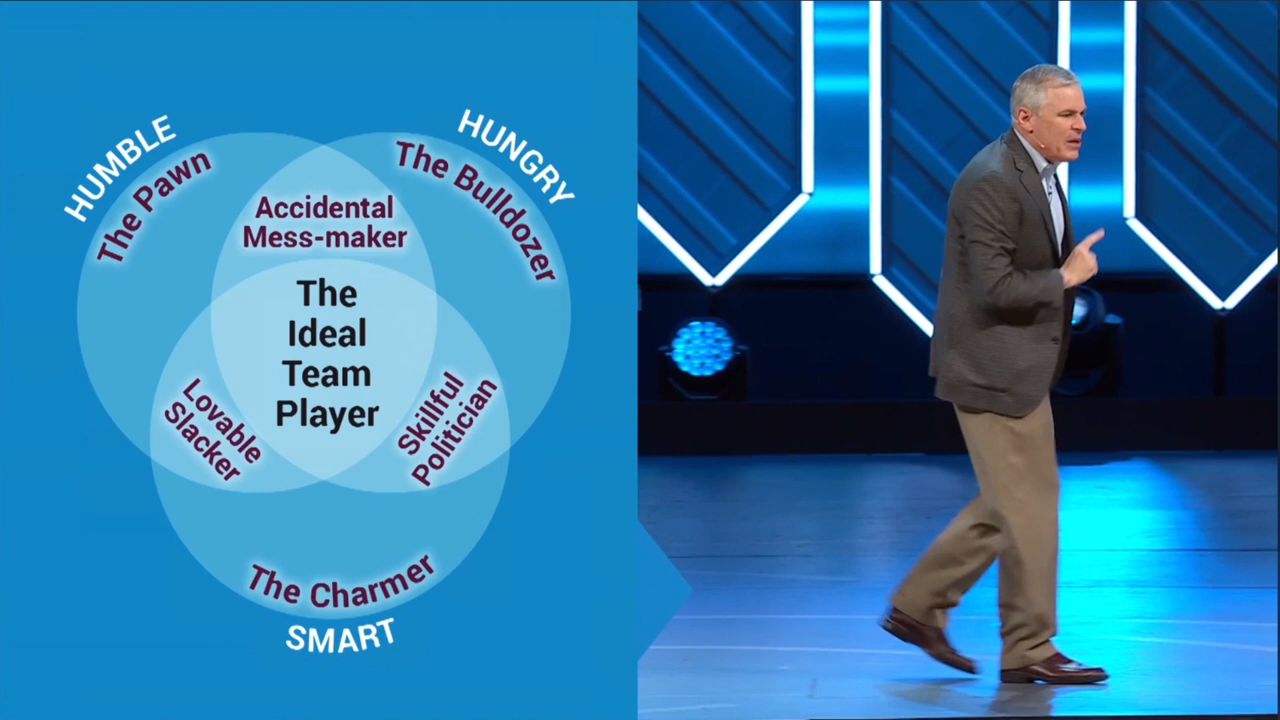 HUMBLE
HUNGRY
The Pawn
The Bulldozer
Accidental
Mess-maker
The
Ideal
Team
Player
Lovable
Slacker
Skillful
Politician
The Charmer
SMART